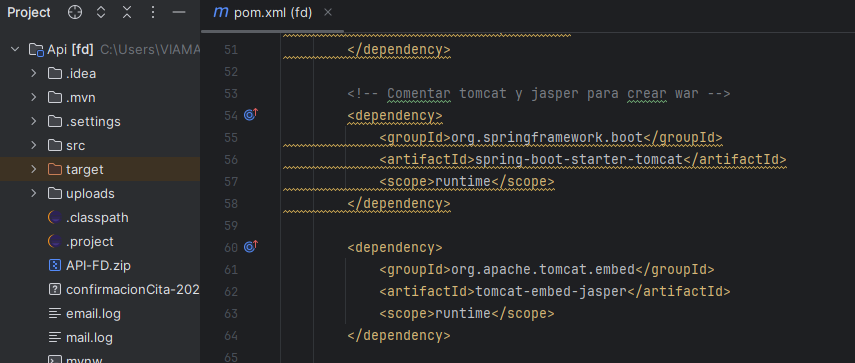 Project
pom.xml (fd)
Api [fd] C:\Users\VIAMA
.idea
.mvn
.settings
src
target
uploads
.classpath
.project
API-FD.zip
confirmacionCita-202
email.log
mail.log
mvnw
51 </dependency>
52
53 <!-- Comentar tomcat y jasper para crear war -->
54 <dependency>
55 <groupId>org.springframework.boot</groupId>
56 <artifactId>spring-boot-starter-tomcat</artifactId>
57 <scope>runtime</scope>
58 </dependency>
59
60 <dependency>
61 <groupId>org.apache.tomcat.embed</groupId>
62 <artifactId>tomcat-embed-jasper</artifactId>
63 <scope>runtime</scope>
64 </dependency>
65